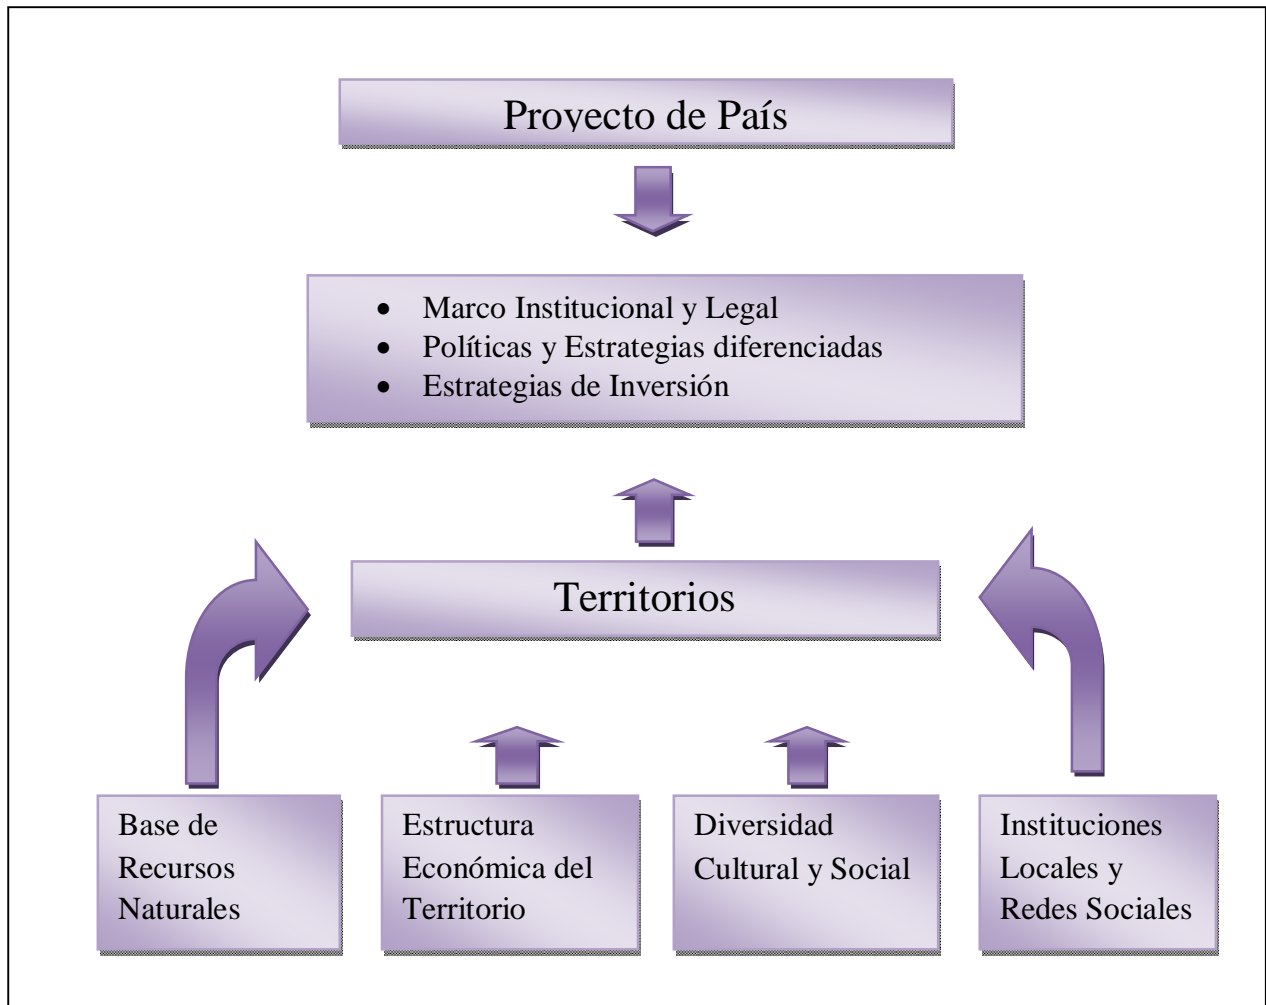 Proyecto de País
• Marco Institucional y Legal
• Políticas y Estrategias diferenciadas
• Estrategias de Inversión
Territorios
Base de
Recursos
Naturales
Estructura
Económica del
Territorio
Diversidad
Cultural y Social
Instituciones
Locales y
Redes Sociales